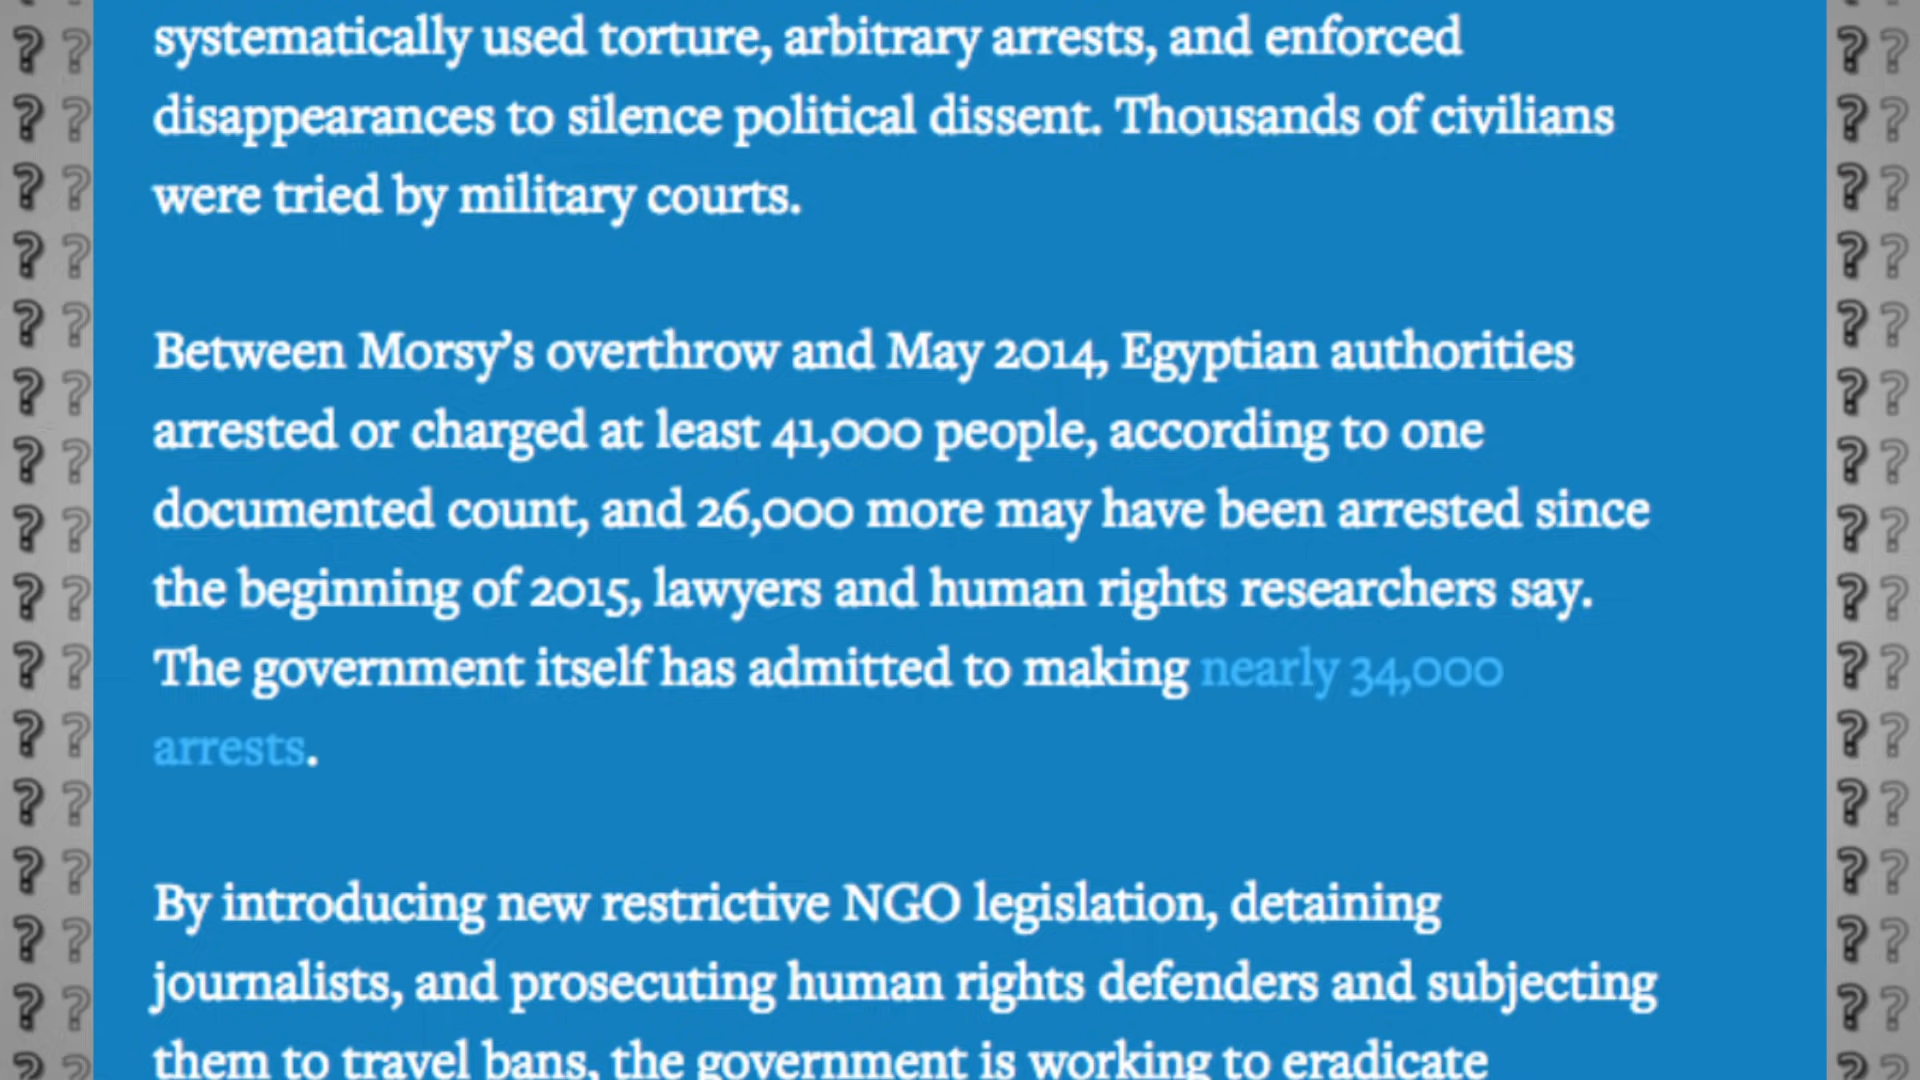 systematically used torture, arbitrary arrests, and enforced
disappearances to silence political dissent. Thousands of civilians
were tried by military courts.
Between Morsy’s overthrow and May 2014, Egyptian authorities
arrested or charged at least 41,000 people, according to one
documented count, and 26,000 more may have been arrested since
the beginning of 2015, lawyers and human rights researchers say.
The government itself has admitted to making nearly 34,000
arrests.
By introducing new restrictive NGO legislation, detaining
journalists, and prosecuting human rights defenders and subjecting
them to travel bans, the government is working to eradicate